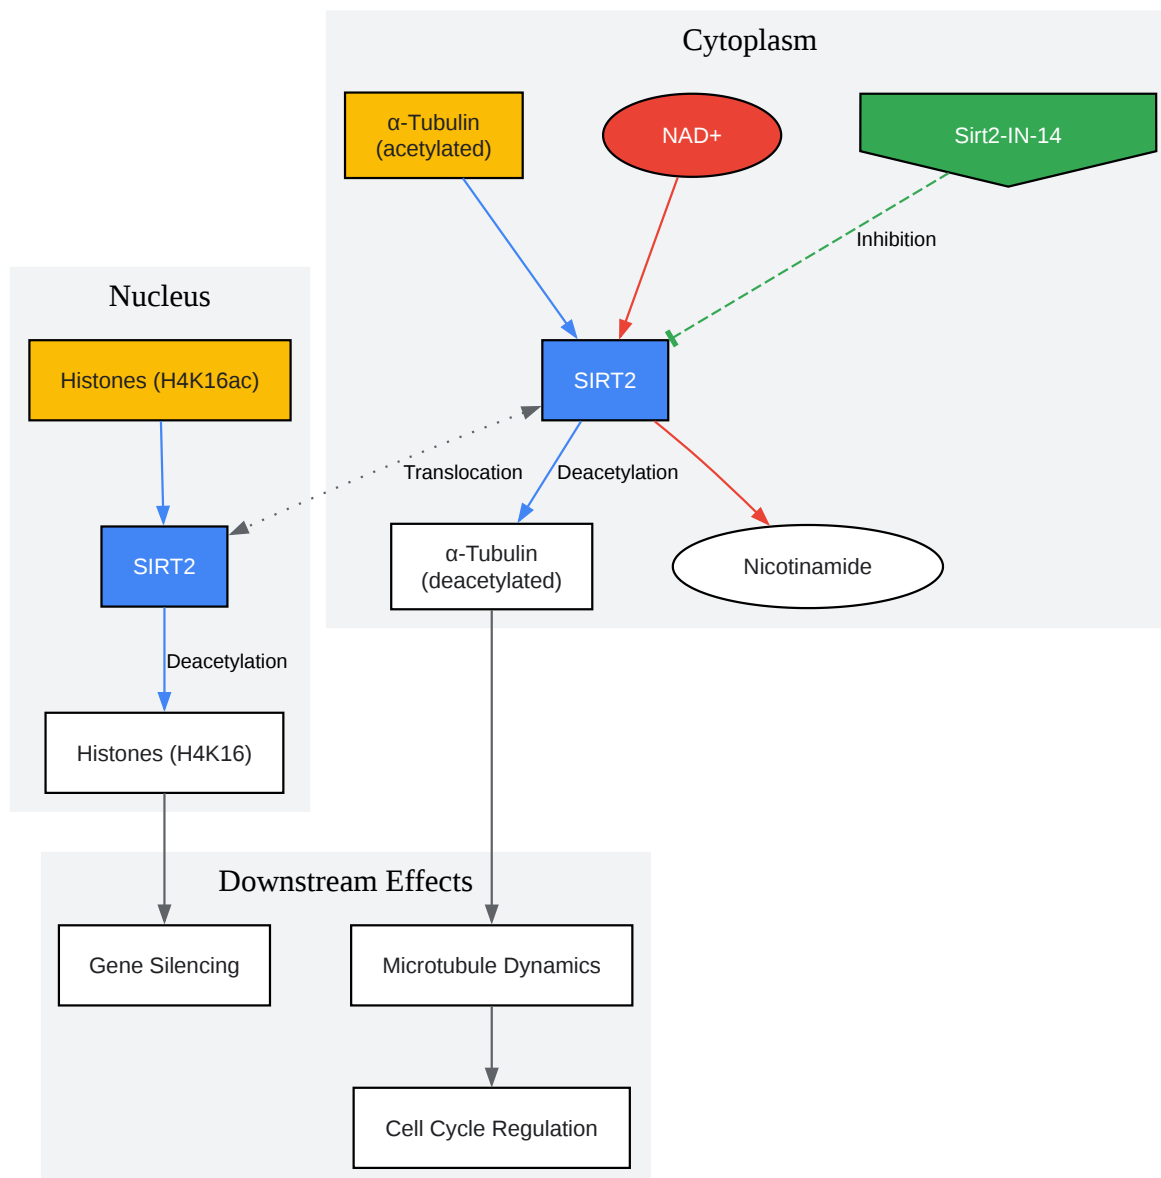 Cytoplasm
α-Tubulin
(acetylated)
NAD+
Sirt2-IN-14
Inhibition
Nucleus
Histones (H4K16ac)
SIRT2
Translocation
Deacetylation
SIRT2
α-Tubulin
(deacetylated)
Nicotinamide
Deacetylation
Histones (H4K16)
Downstream Effects
Gene Silencing
Microtubule Dynamics
Cell Cycle Regulation